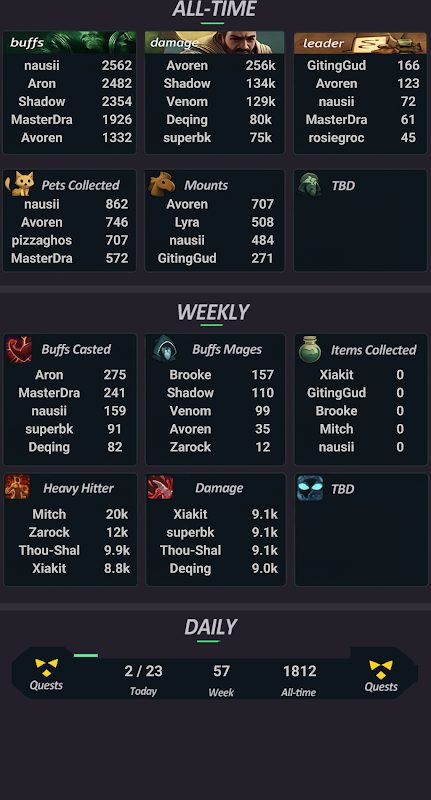 ALL-TIME
buffs damage leader
nausii 2562 Avoren 256k GitingGud 166
Aron 2482 Shadow 134k Avoren 123
Shadow 2354 Venom 129k nausii 72
MasterDra 1926 Deqing 80k MasterDra 61
Avoren 1332 superbk 75k rosiegroc 45
Pets Collected Mounts TBD
nausii 862 Avoren 707
Avoren 746 Lyra 508
pizzaghos 707 nausii 484
MasterDra 572 GitingGud 271
WEEKLY
Buffs Casted Buffs Mages Items Collected
Aron 275 Brooke 157 Xiakit 0
MasterDra 241 Shadow 110 GitingGud 0
nausii 159 Venom 99 Brooke 0
superbk 91 Avoren 35 Mitch 0
Deqing 82 Zarock 12 nausii 0
Heavy Hitter Damage TBD
Mitch 20k Xiakit 9.1k
Zarock 12k superbk 9.1k
Thou-Shal 9.9k Thou-Shal 9.1k
Xiakit 8.8k Deqing 9.0k
DAILY
2 / 23 57 1812
Quests Today Week All-time Quests